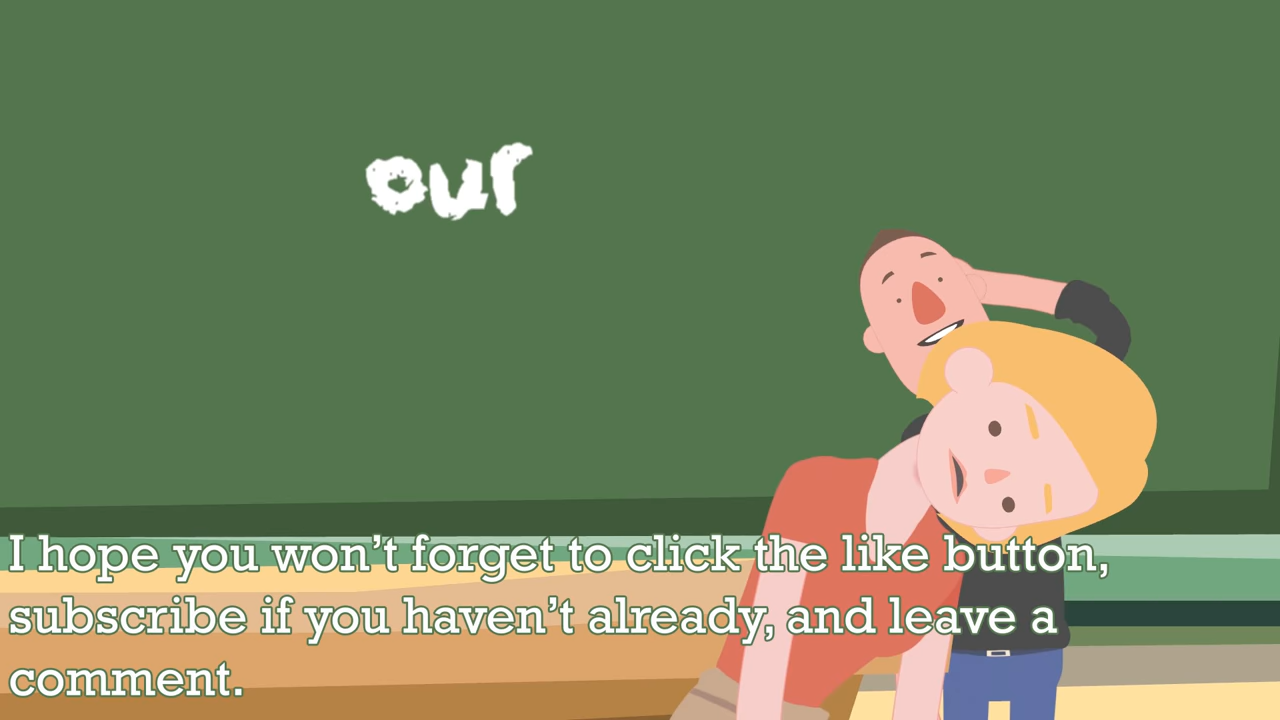 our
I hope you won’t forget to click the like button,
subscribe if you haven’t already, and leave a
comment.